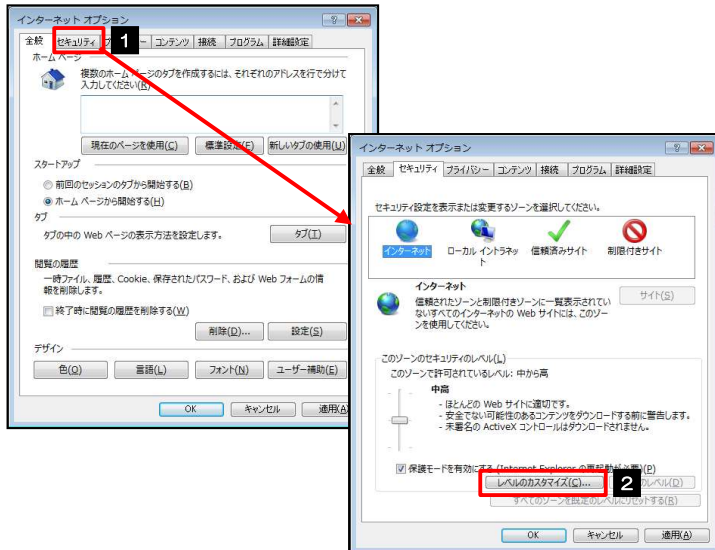 インターネット オプション
全般 セキュリティ ー コンテンツ 接続 プログラム 詳細設定
1
ホーム ページ
複数のホーム ページのタブを作成するには、それぞれのアドレスを行で分けて
入力してください(R)
現在のページを使用(C) 標準設定(F) 新しいタブの使用(U)
スタートアップ
前回のセッションのタブから開始する(B)
ホーム ページから開始する(H)
タブ
タブの中の Web ページの表示方法を設定します。 タブ(T)
閲覧の履歴
一時ファイル、履歴、Cookie、保存されたパスワード、および Web フォームの情
報を削除します。
終了時に閲覧の履歴を削除する(W)
削除(D)... 設定(S)
デザイン
色(O) 言語(L) フォント(N) ユーザー補助(E)
OK キャンセル 適用(A)
インターネット オプション
全般 セキュリティ プライバシー コンテンツ 接続 プログラム 詳細設定
セキュリティ設定を表示または変更するゾーンを選択してください。
インターネット ローカル イントラネッ 信頼済みサイト 制限付きサイト
ト
インターネット
信頼されたゾーンと制限付きゾーンに一覧表示されてい
ないすべてのインターネットの Web サイトには、このゾー
ンを使用してください。
サイト(S)
このゾーンのセキュリティのレベル(L)
このゾーンで許可されているレベル: 中から高
中高
- ほとんどの Web サイトに適切です。
- 安全でない可能性のあるコンテンツをダウンロードする前に警告します。
- 未署名の ActiveX コントロールはダウンロードされません。
保護モードを有効にする (Internet Explorer の再起動が必要)(P)
レベルのカスタマイズ(C)... のレベル(D)
2
すべてのゾーンを既定のレベルにリセットする(R)
OK キャンセル 適用(A)